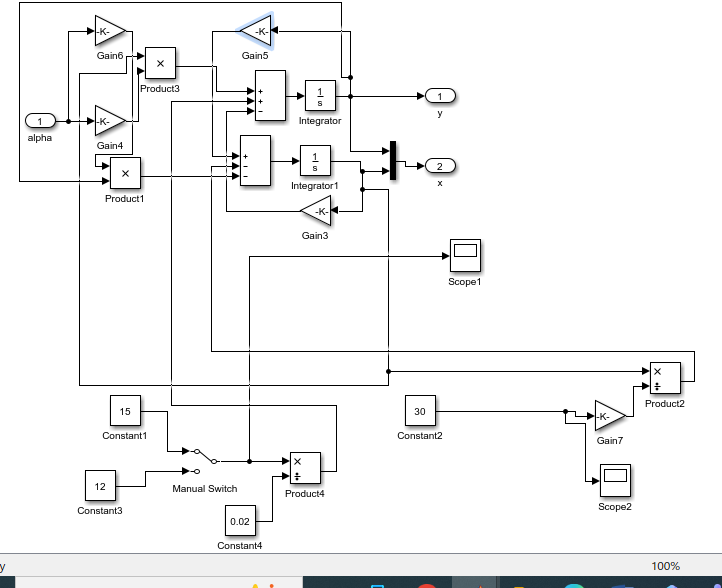 -K-
Gain6
-K-
Gain5
×
Product3
+
+
−
1
s
Integrator
1
y
1
alpha
-K-
Gain4
×
Product1
+
−
−
1
s
Integrator1
2
x
-K-
Gain3
Scope1
×
÷
Product2
15
Constant1
30
Constant2
-K-
Gain7
12
Constant3
Manual Switch
×
÷
Product4
Scope2
0.02
Constant4
y
100%